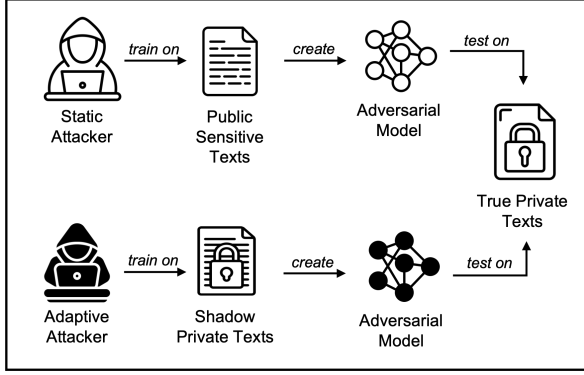 train on
create
test on
Static
Attacker
Public
Sensitive
Texts
Adversarial
Model
True Private
Texts
train on
create
test on
Adaptive
Attacker
Shadow
Private Texts
Adversarial
Model